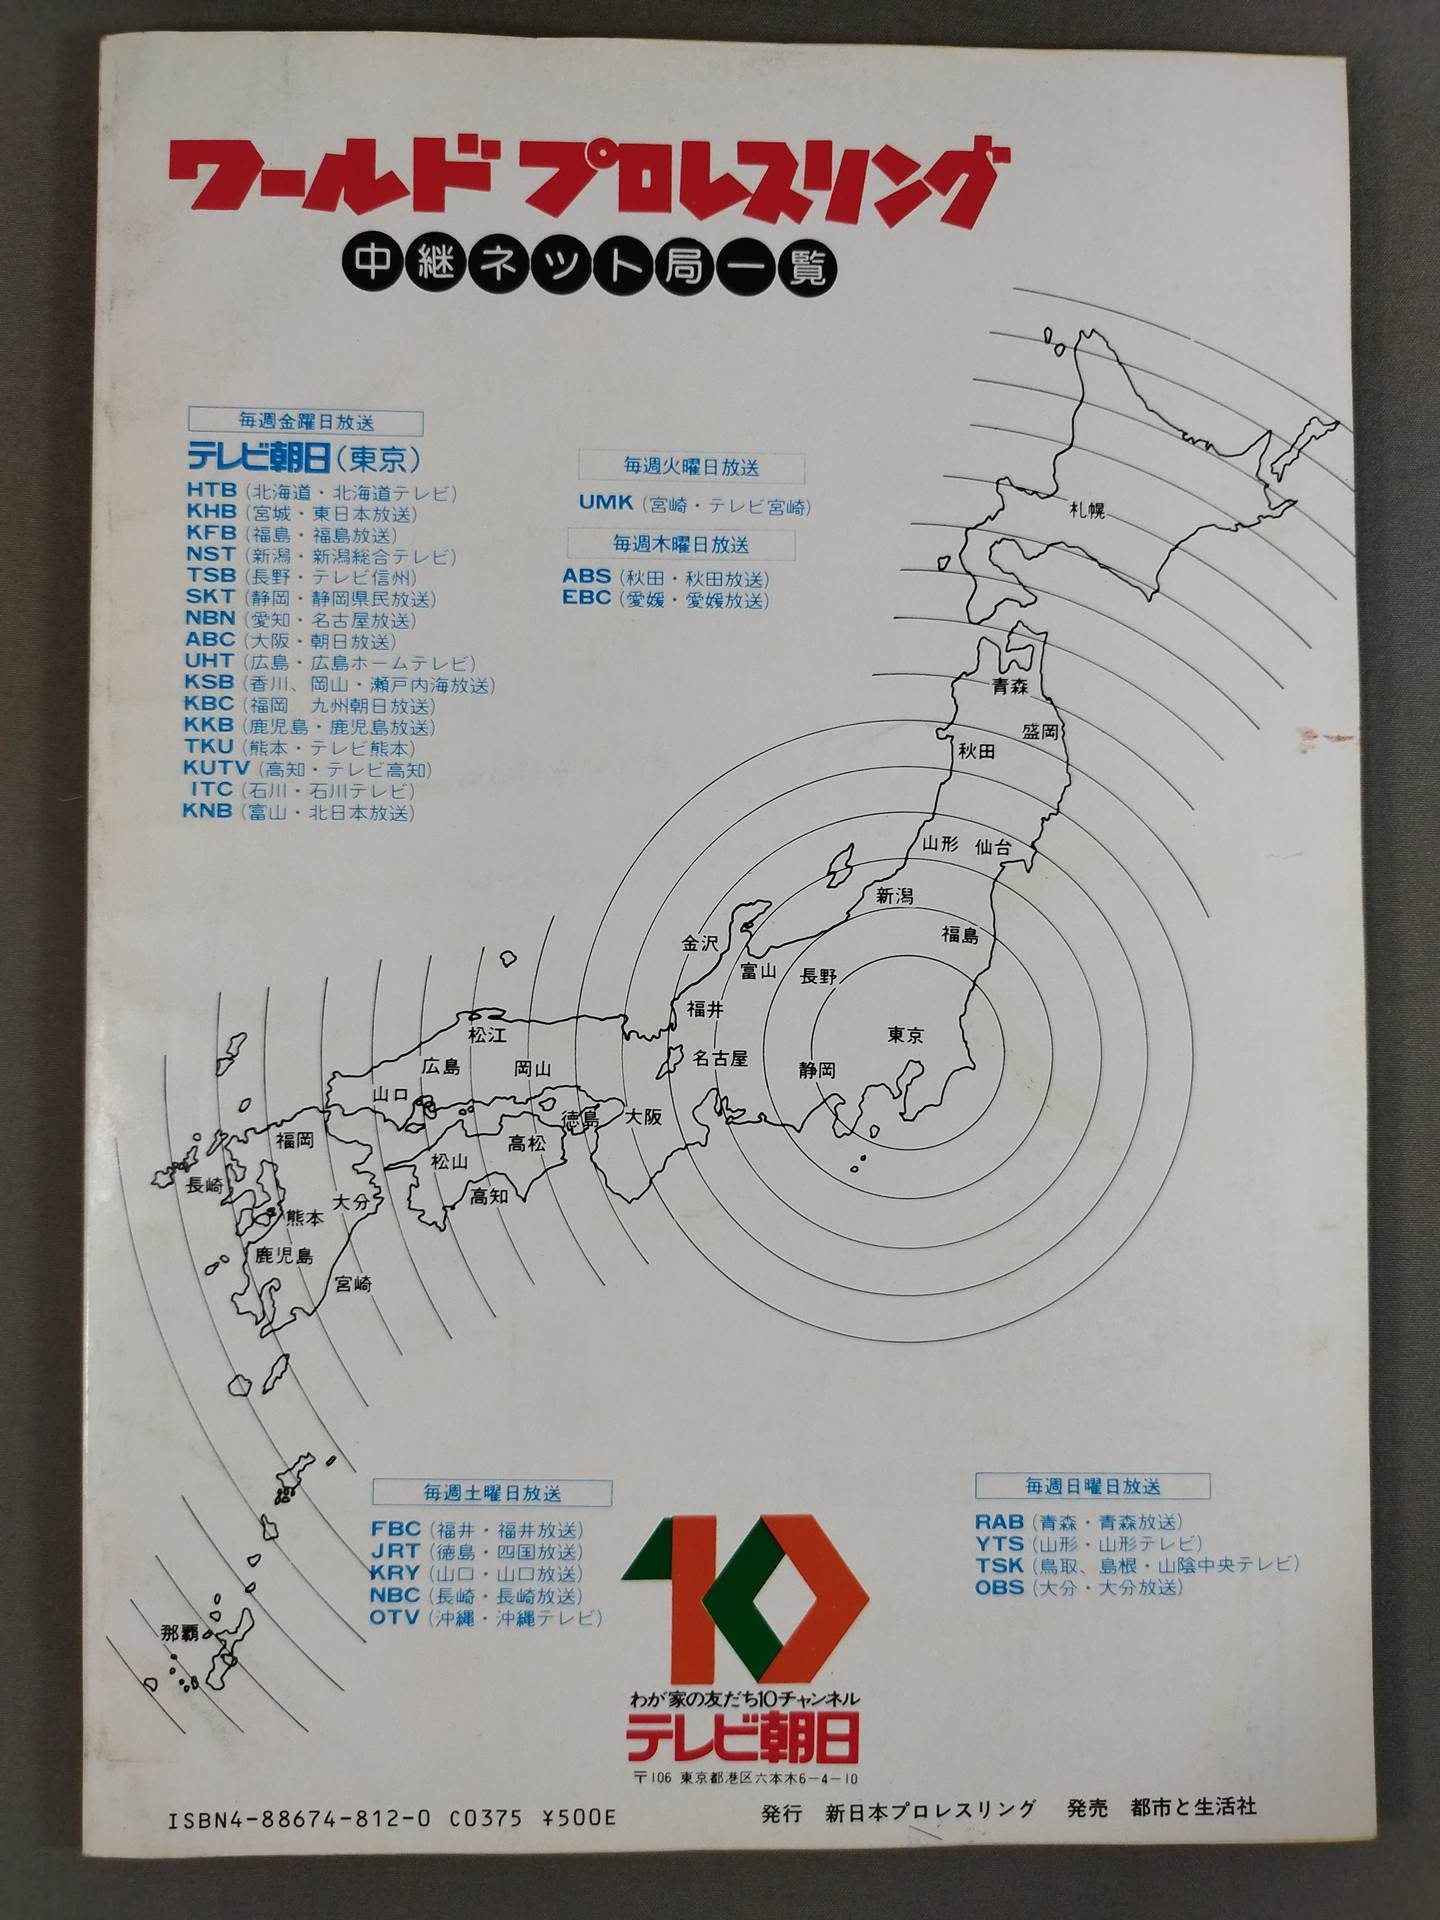 ワールド プロレスリング
中継ネット局一覧
毎週金曜日放送
テレビ朝日(東京)
HTB(北海道・北海道テレビ)
KHB(宮城・東日本放送)
KFB(福島・福島放送)
NST(新潟・新潟総合テレビ)
TSB(長野・テレビ信州)
SKT(静岡・静岡県民放送)
NBN(愛知・名古屋放送)
ABC(大阪・朝日放送)
UHT(広島・広島ホームテレビ)
KSB(香川、岡山・瀬戸内海放送)
KBC(福岡　九州朝日放送)
KKB(鹿児島・鹿児島放送)
TKU(熊本・テレビ熊本)
KUTV(高知・テレビ高知)
ITC(石川・石川テレビ)
KNB(富山・北日本放送)
毎週火曜日放送
UMK(宮崎・テレビ宮崎)
毎週木曜日放送
ABS(秋田・秋田放送)
EBC(愛媛・愛媛放送)
札幌
青森
盛岡
秋田
山形 仙台
新潟
福島
金沢
富山
長野
福井
東京
名古屋
静岡
松江
広島
岡山
山口
徳島
大阪
福岡
高松
松山
長崎
高知
大分
熊本
鹿児島
宮崎
那覇
毎週土曜日放送
FBC(福井・福井放送)
JRT(徳島・四国放送)
KRY(山口・山口放送)
NBC(長崎・長崎放送)
OTV(沖縄・沖縄テレビ)
毎週日曜日放送
RAB(青森・青森放送)
YTS(山形・山形テレビ)
TSK(鳥取、島根・山陰中央テレビ)
OBS(大分・大分放送)
10
わが家の友だち10チャンネル
テレビ朝日
〒106 東京都港区六本木6-4-10
ISBN4-88674-812-0 C0375 ¥500E
発行 新日本プロレスリング 発売 都市と生活社